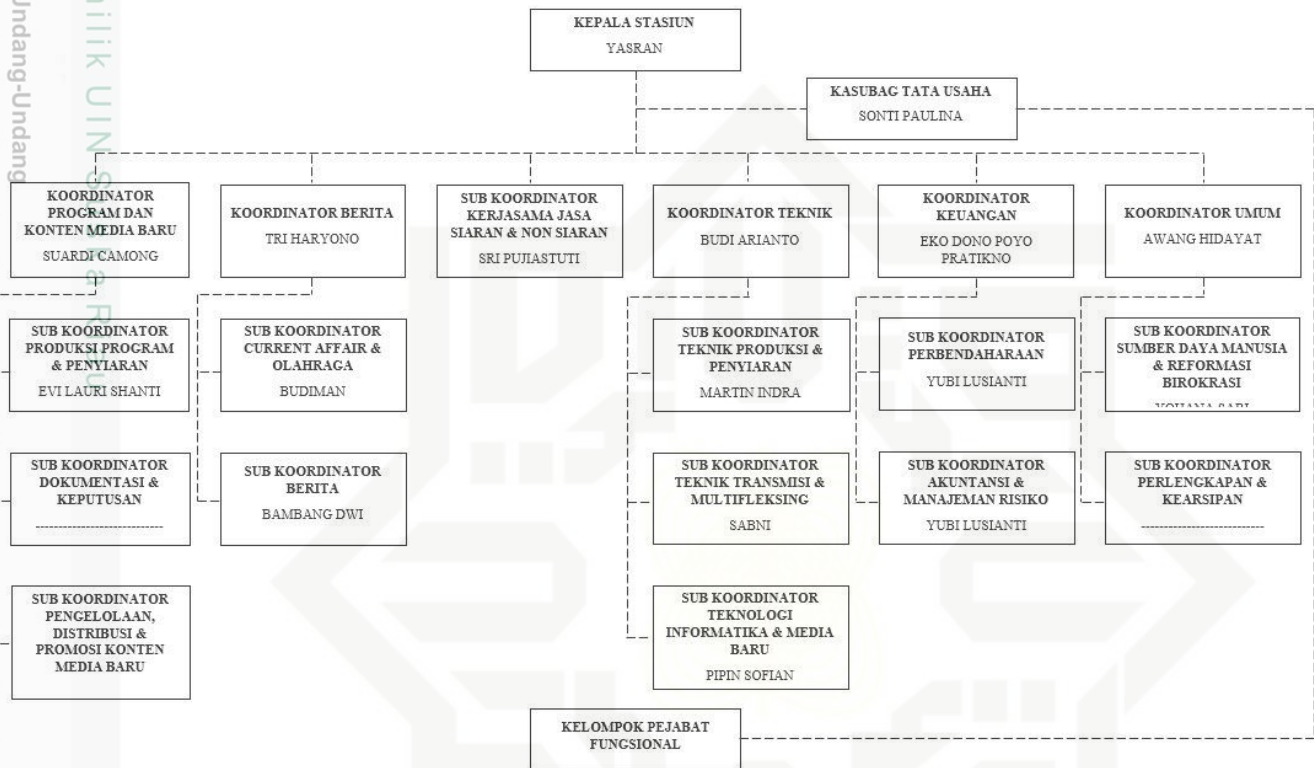 Undang-Undang
milik UIN Suska Riau
KEPALA STASIUN
YASRAN
KASUBAG TATA USAHA
SONTI PAULINA
KOORDINATOR
PROGRAM DAN
KONTEN MEDIA BARU
SUARDI CAMONG
KOORDINATOR BERITA
TRI HARYONO
SUB KOORDINATOR
KERJASAMA JASA
SIARAN & NON SIARAN
SRI PUJIASTUTI
KOORDINATOR TEKNIK
BUDI ARIANTO
KOORDINATOR
KEUANGAN
EKO DONO POYO
PRATIKNO
KOORDINATOR UMUM
AWANG HIDAYAT
SUB KOORDINATOR
PRODUKSI PROGRAM
& PENYIARAN
EVI LAURI SHANTI
SUB KOORDINATOR
CURRENT AFFAIR &
OLAHRAGA
BUDIMAN
SUB KOORDINATOR
TEKNIK PRODUKSI &
PENYIARAN
MARTIN INDRA
SUB KOORDINATOR
PERBENDAHARAAN
YUBI LUSIANTI
SUB KOORDINATOR
SUMBER DAYA MANUSIA
& REFORMASI
BIROKRASI
SUB KOORDINATOR
DOKUMENTASI &
KEPUTUSAN
----------------------------
SUB KOORDINATOR
BERITA
BAMBANG DWI
SUB KOORDINATOR
TEKNIK TRANSMISI &
MULTIFLEKSING
SABNI
SUB KOORDINATOR
AKUNTANSI &
MANAJEMAN RISIKO
YUBI LUSIANTI
SUB KOORDINATOR
PERLENGKAPAN &
KEARSIPAN
---------------------------
SUB KOORDINATOR
PENGELOLAAN,
DISTRIBUSI &
PROMOSI KONTEN
MEDIA BARU
SUB KOORDINATOR
TEKNOLOGI
INFORMATIKA & MEDIA
BARU
PIPIN SOFIAN
KELOMPOK PEJABAT
FUNGSIONAL